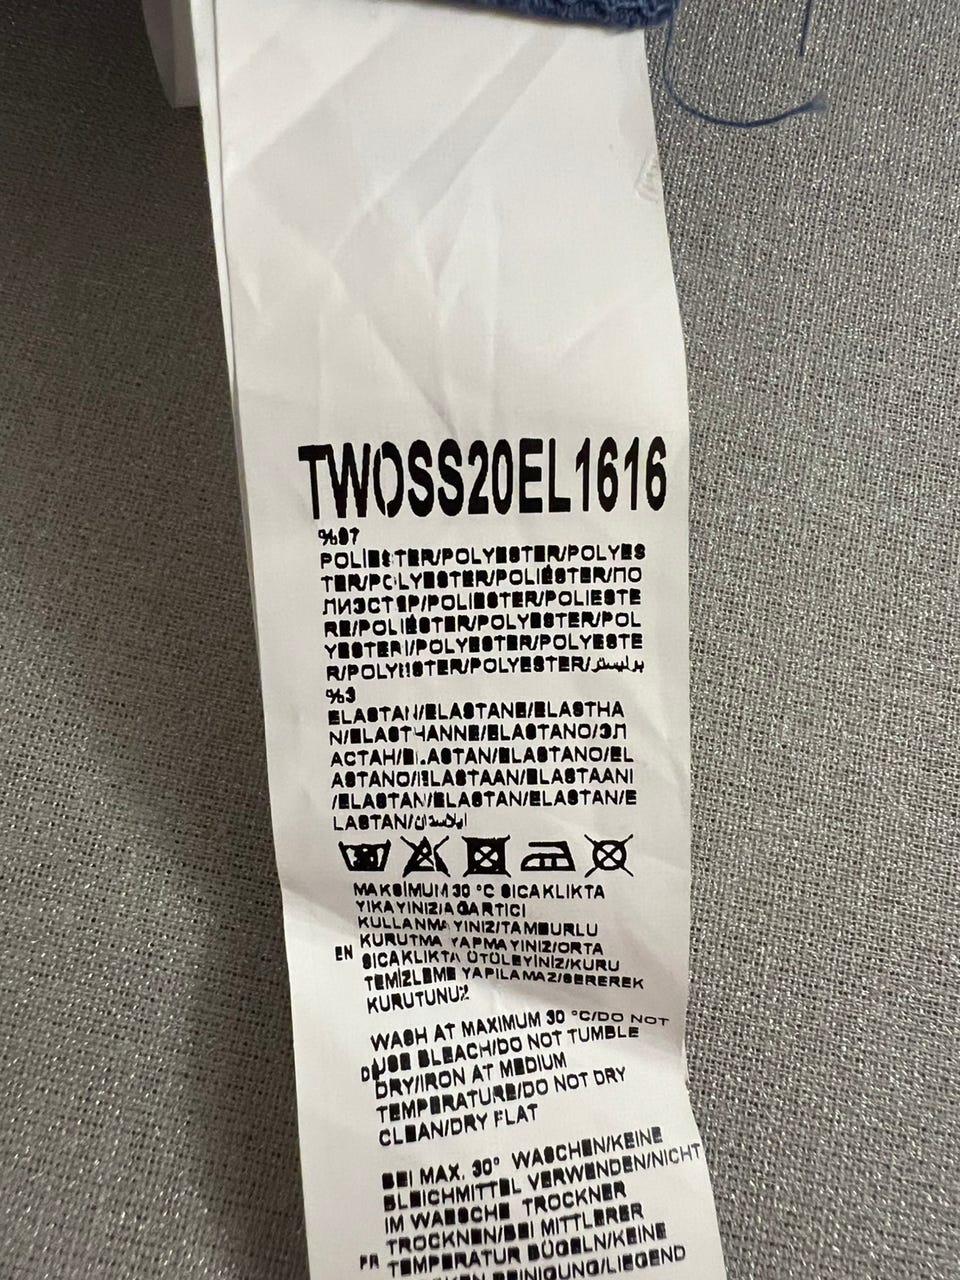 TWOSS20EL1616
%97
POLİESTER/POLYESTER/POLYES
TER/POLYESTER/POLIÉSTER/ПО
ЛИЭСТЕР/POLIESTER/POLIESTE
RE/POLIÉSTER/POLYESTER/POL
YESTERI/POLYESTER/POLYESTE
R/POLYESTER/POLYESTER/بوليستر
%3
ELASTAN/ELASTANE/ELASTHA
N/ELASTHANNE/ELASTANO/ЭЛ
АСТАН/ELASTAN/ELASTANO/EL
ASTANO/ELASTAAN/ELASTAANI
/ELASTAN/ELASTAN/ELASTAN/E
LASTAN/ايلاستان
30
MAKSİMUM 30 °C SICAKLIKTA
YIKAYINIZ/AĞARTICI
KULLANMAYINIZ/TAMBURLU
KURUTMA YAPMAYINIZ/ORTA
EN SICAKLIKTA ÜTÜLEYİNİZ/KURU
TEMİZLEME YAPILAMAZ/SEREREK
KURUTUNUZ
WASH AT MAXIMUM 30 °C/DO NOT
DE USE BLEACH/DO NOT TUMBLE
DRY/IRON AT MEDIUM
TEMPERATURE/DO NOT DRY
CLEAN/DRY FLAT
BEI MAX. 30° WASCHEN/KEINE
BLEICHMITTEL VERWENDEN/NICHT
IM WAESCHE TROCKNER
TROCKNEN/BEI MITTLERER
FR TEMPERATUR BÜGELN/KEINE
REINIGUNG/LIEGEND